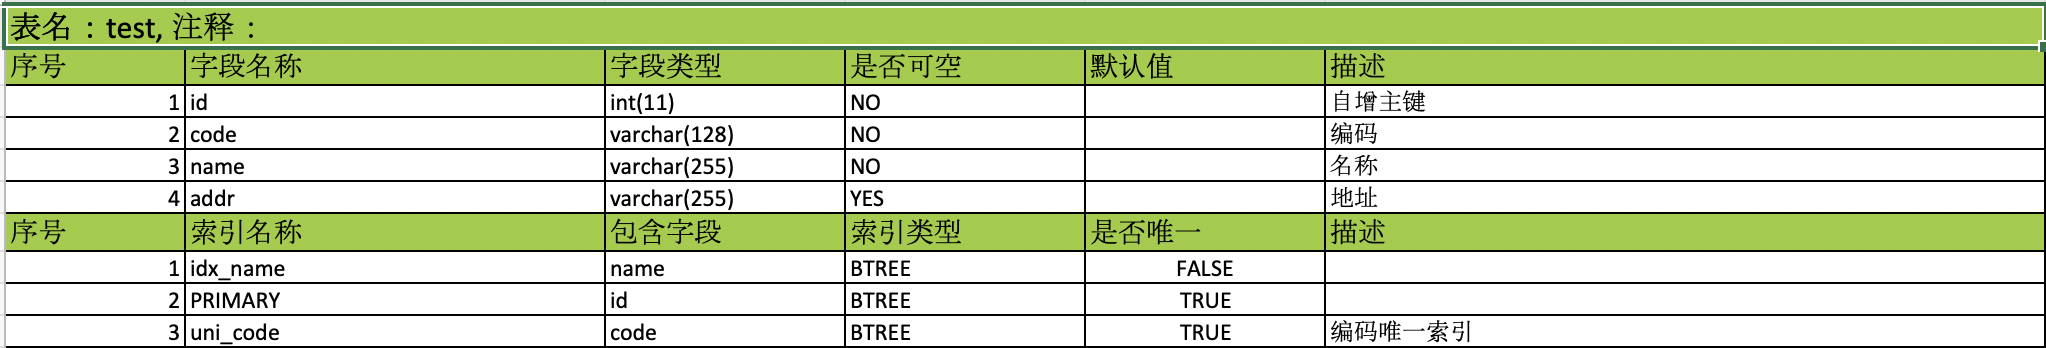 表名：test, 注释：
序号 字段名称 字段类型 是否可空 默认值 描述
1 id int(11) NO 自增主键
2 code varchar(128) NO 编码
3 name varchar(255) NO 名称
4 addr varchar(255) YES 地址
序号 索引名称 包含字段 索引类型 是否唯一 描述
1 idx_name name BTREE FALSE
2 PRIMARY id BTREE TRUE
3 uni_code code BTREE TRUE 编码唯一索引